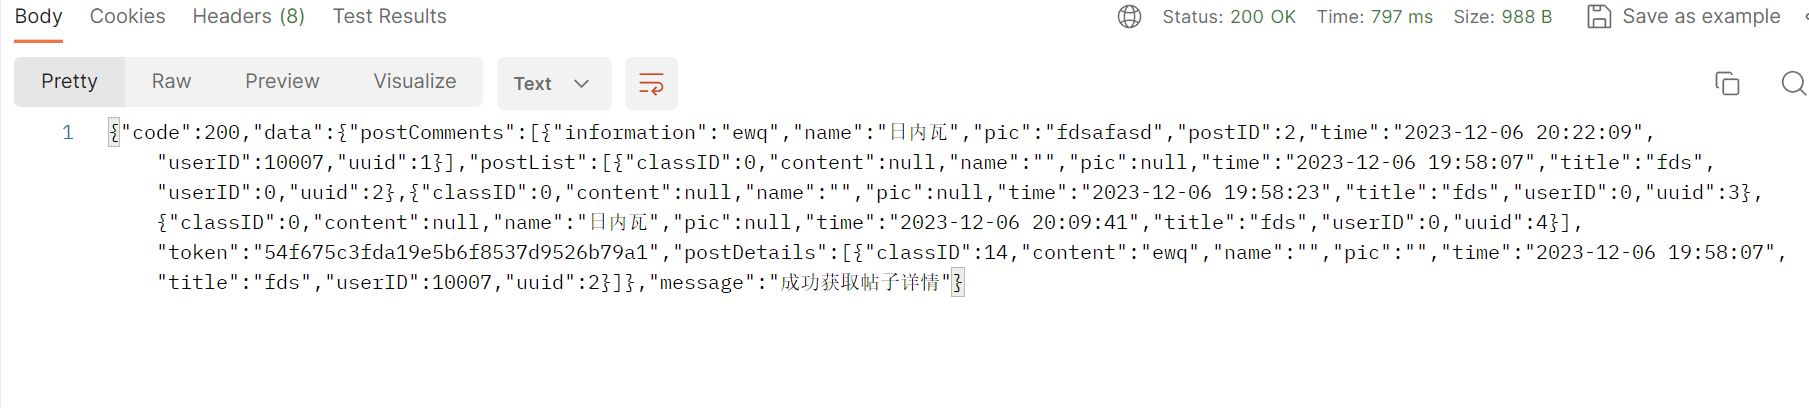 Body Cookies Headers (8) Test Results Status: 200 OK Time: 797 ms Size: 988 B Save as example
Pretty Raw Preview Visualize Text
1 {"code":200,"data":{"postComments":[{"information":"ewq","name":"日内瓦","pic":"fdsafasd","postID":2,"time":"2023-12-06 20:22:09",
"userID":10007,"uuid":1}],"postList":[{"classID":0,"content":null,"name":"","pic":null,"time":"2023-12-06 19:58:07","title":"fds",
"userID":0,"uuid":2},{"classID":0,"content":null,"name":"","pic":null,"time":"2023-12-06 19:58:23","title":"fds","userID":0,"uuid":3},
{"classID":0,"content":null,"name":"日内瓦","pic":null,"time":"2023-12-06 20:09:41","title":"fds","userID":0,"uuid":4}],
"token":"54f675c3fda19e5b6f8537d9526b79a1","postDetails":[{"classID":14,"content":"ewq","name":"","pic":"","time":"2023-12-06 19:58:07",
"title":"fds","userID":10007,"uuid":2}]},"message":"成功获取帖子详情"}